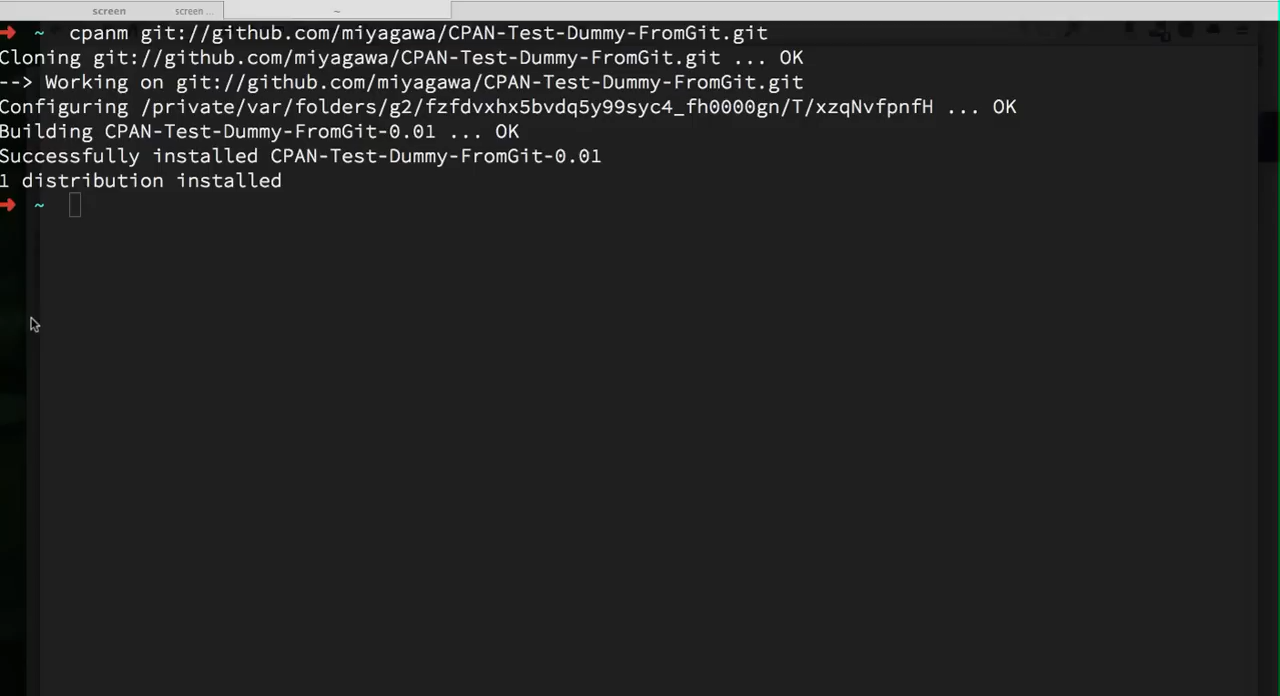 screen screen ... ~
➜ ~ cpanm git://github.com/miyagawa/CPAN-Test-Dummy-FromGit.git
Cloning git://github.com/miyagawa/CPAN-Test-Dummy-FromGit.git ... OK
--> Working on git://github.com/miyagawa/CPAN-Test-Dummy-FromGit.git
Configuring /private/var/folders/g2/fzfdvxhx5bvdq5y99syc4_fh0000gn/T/xzqNvfpnfH ... OK
Building CPAN-Test-Dummy-FromGit-0.01 ... OK
Successfully installed CPAN-Test-Dummy-FromGit-0.01
1 distribution installed
➜ ~